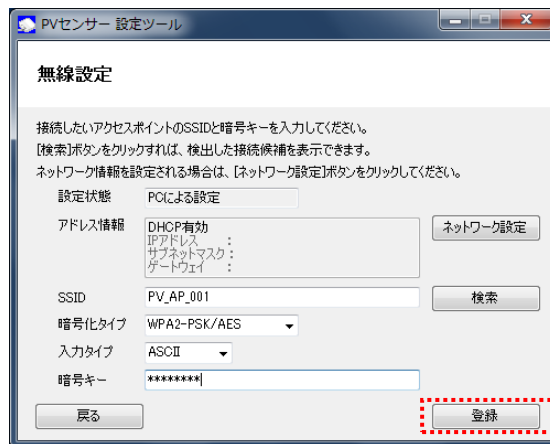 PVセンサー 設定ツール
無線設定
接続したいアクセスポイントのSSIDと暗号キーを入力してください。
[検索]ボタンをクリックすれば、検出した接続候補を表示できます。
ネットワーク情報を設定される場合は、[ネットワーク設定]ボタンをクリックしてください。
設定状態 PCによる設定
アドレス情報 DHCP有効 ネットワーク設定
IPアドレス :
サブネットマスク :
ゲートウェイ :
SSID PV_AP_001 検索
暗号化タイプ WPA2-PSK/AES
入力タイプ ASCII
暗号キー ********
戻る 登録